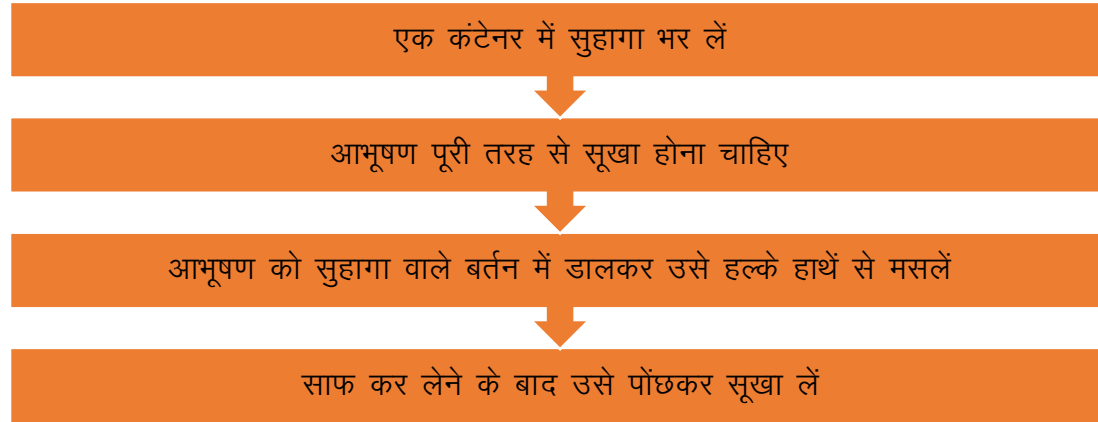 एक कंटेनर में सुहागा भर लें
आभूषण पूरी तरह से सूखा होना चाहिए
आभूषण को सुहागा वाले बर्तन में डालकर उसे हल्के हाथें से मसलें
साफ कर लेने के बाद उसे पोंछकर सूखा लें